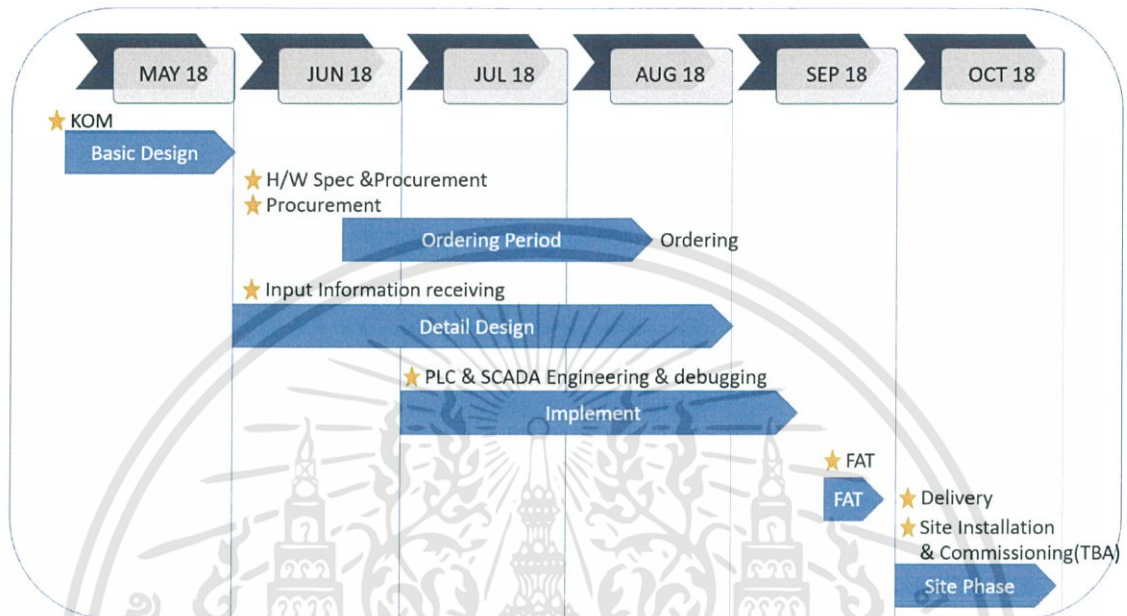 MAY 18
JUN 18
JUL 18
AUG 18
SEP 18
OCT 18
KOM
Basic Design
H/W Spec &Procurement
Procurement
Ordering Period
Ordering
Input Information receiving
Detail Design
PLC & SCADA Engineering & debugging
Implement
FAT
FAT
Delivery
Site Installation
& Commissioning(TBA)
Site Phase